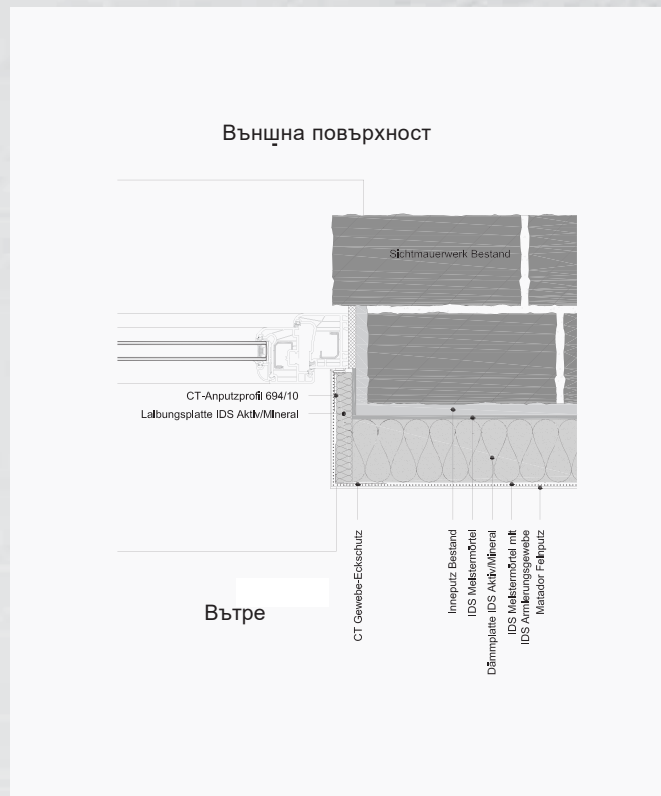 Външна повърхност
Sichtmauerwerk Bestand
CT-Anputzprofil 694/10
Laibungsplatte IDS Aktiv/Mineral
CT Gewebe-Eckschutz
Inneputz Bestand
IDS Meistermörtel
Dämmplatte IDS Aktiv/Mineral
IDS Meistermörtel mit
IDS Armierungsgewebe
Matador Feinputz
Вътре